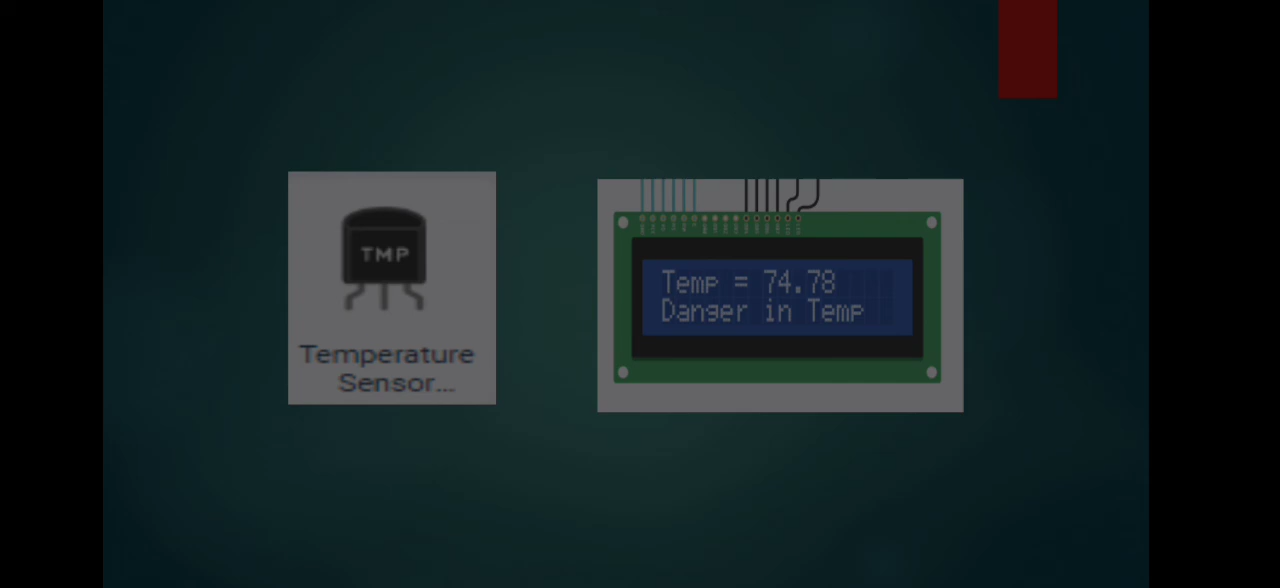 TMP
Temperature
Sensor...
Temp = 74.78
Danger in Temp